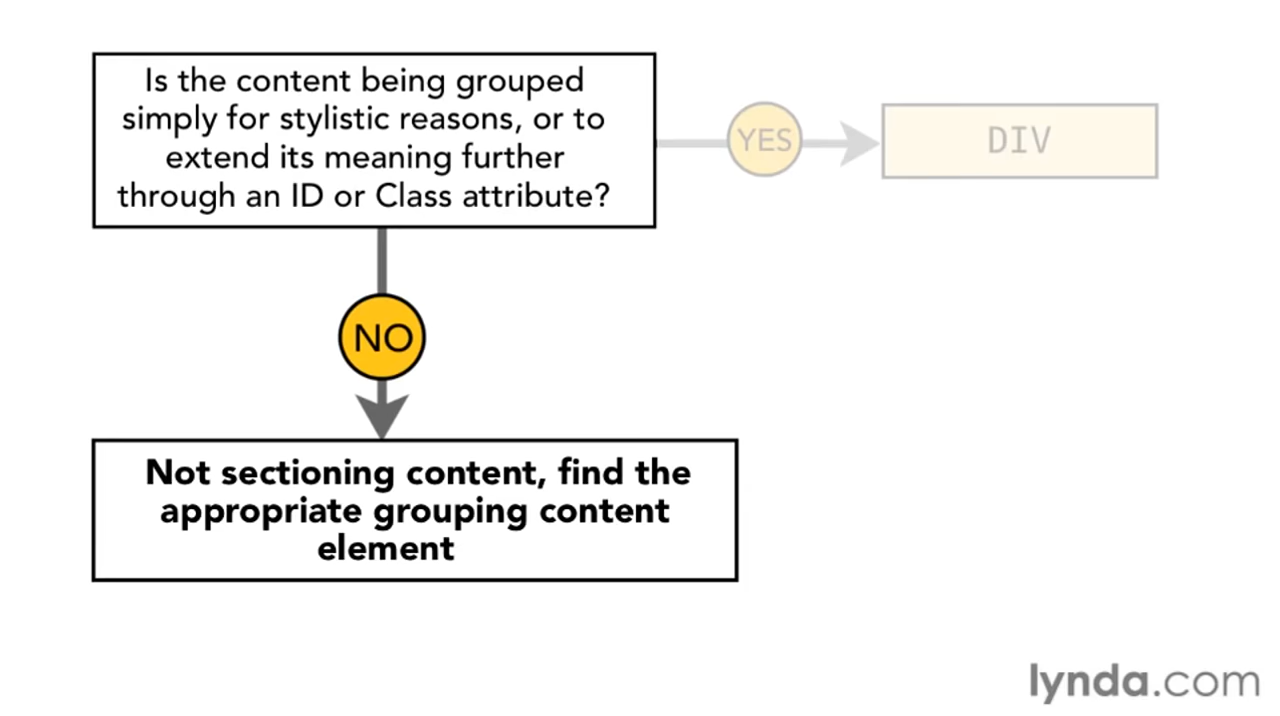 Is the content being grouped
simply for stylistic reasons, or to
extend its meaning further
through an ID or Class attribute?
YES
DIV
NO
Not sectioning content, find the
appropriate grouping content
element
lynda.com